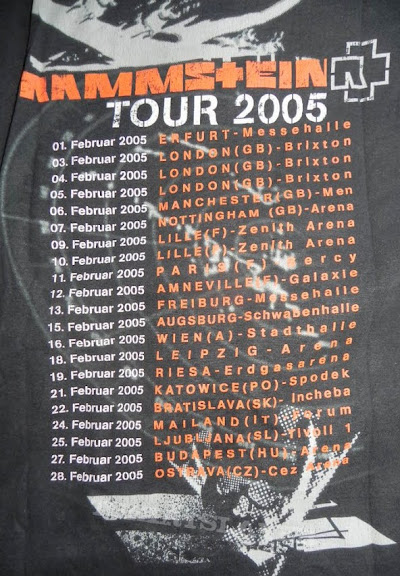 RAMMSTEIN
TOUR 2005
01. Februar 2005 ERFURT-Messehalle
03. Februar 2005 LONDON(GB)-Brixton
04. Februar 2005 LONDON(GB)-Brixton
05. Februar 2005 LONDON(GB)-Brixton
06. Februar 2005 MANCHESTER(GB)-Men
07. Februar 2005 NOTTINGHAM (GB)-Arena
09. Februar 2005 LILLE(F)-Zenith Arena
10. Februar 2005 LILLE(F)-Zenith Arena
11. Februar 2005 PARIS(F)-Bercy
12. Februar 2005 AMNEVILLE(F)-Galaxie
13. Februar 2005 FREIBURG-Messehalle
15. Februar 2005 AUGSBURG-Schwabenhalle
16. Februar 2005 WIEN(A)-Stadthalle
18. Februar 2005 LEIPZIG-Arena
19. Februar 2005 RIESA-Erdgasarena
21. Februar 2005 KATOWICE(PO)-Spodek
22. Februar 2005 BRATISLAVA(SK)- Incheba
24. Februar 2005 MAILAND(IT)-Forum
25. Februar 2005 LJUBLJANA(SL)-Tivoli 1
27. Februar 2005 BUDAPEST(HU)-Arena
28. Februar 2005 OSTRAVA(CZ)-Cez Arena